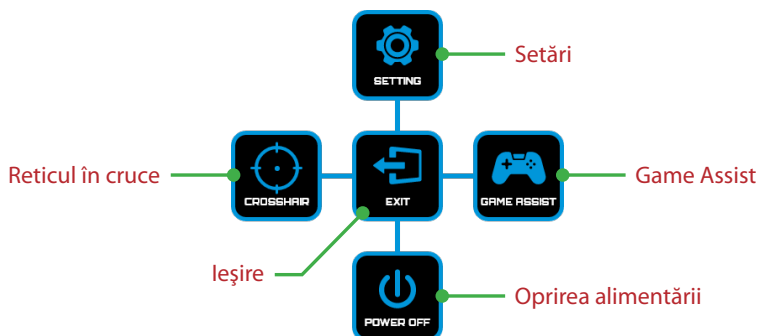 Setări
SETTING
Reticul în cruce
CROSSHAIR
EXIT
GAME ASSIST
Game Assist
Ieşire
POWER OFF
Oprirea alimentării